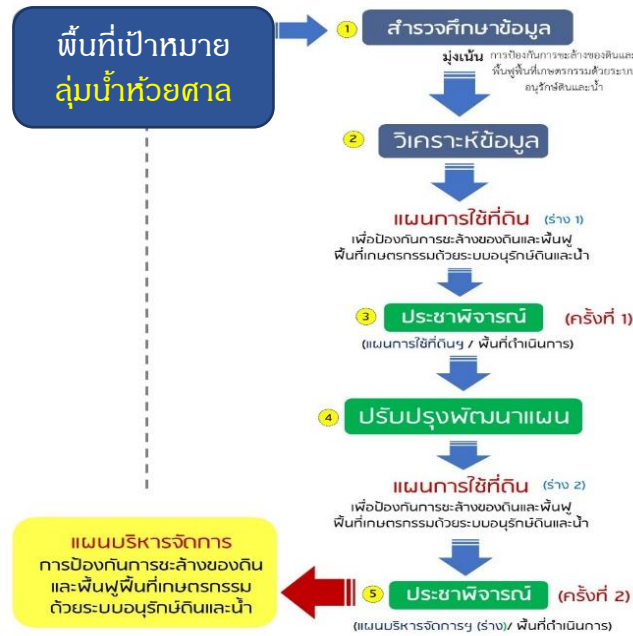 พื้นที่เป้าหมาย
ลุ่มน้ำห้วยศาล
1 สำรวจศึกษาข้อมูล
มุ่งเน้น การป้องกันการชะล้างของดินและ
พื้นฟูพื้นที่เกษตรกรรมด้วยระบบ
อนุรักษ์ดินและน้ำ
2 วิเคราะห์ข้อมูล
แผนการใช้ที่ดิน (ร่าง 1)
เพื่อป้องกันการชะล้างของดินและพื้นฟู
พื้นที่เกษตรกรรมด้วยระบบอนุรักษ์ดินและน้ำ
3 ประชาพิจารณ์ (ครั้งที่ 1)
(แผนการใช้ที่ดินฯ / พื้นที่ดำเนินการ)
4 ปรับปรุงพัฒนาแผน
แผนการใช้ที่ดิน (ร่าง 2)
เพื่อป้องกันการชะล้างของดินและพื้นฟู
พื้นที่เกษตรกรรมด้วยระบบอนุรักษ์ดินและน้ำ
5 ประชาพิจารณ์ (ครั้งที่ 2)
(แผนบริหารจัดการฯ (ร่าง)/ พื้นที่ดำเนินการ)
แผนบริหารจัดการ
การป้องกันการชะล้างของดิน
และพื้นฟูพื้นที่เกษตรกรรม
ด้วยระบบอนุรักษ์ดินและน้ำ